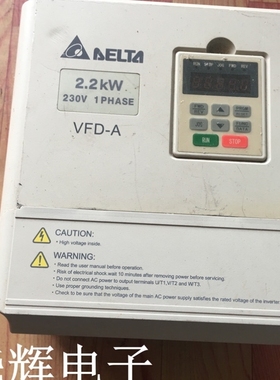 DELTA
2.2kW
230V 1PHASE
VFD-A
RUN
STOP
CAUTION:
High voltage inside.
WARNING:
Read the user manual before operation.
Risk of electrical shock,wait 10 minutes after removing power before servicing.
Do not connect AC power to output terminals U/T1,V/T2 and W/T3.
Use proper grounding techniques.
Check to be sure that the voltage of the main AC power supply satisfies the rated voltage of the inverter
辉电子